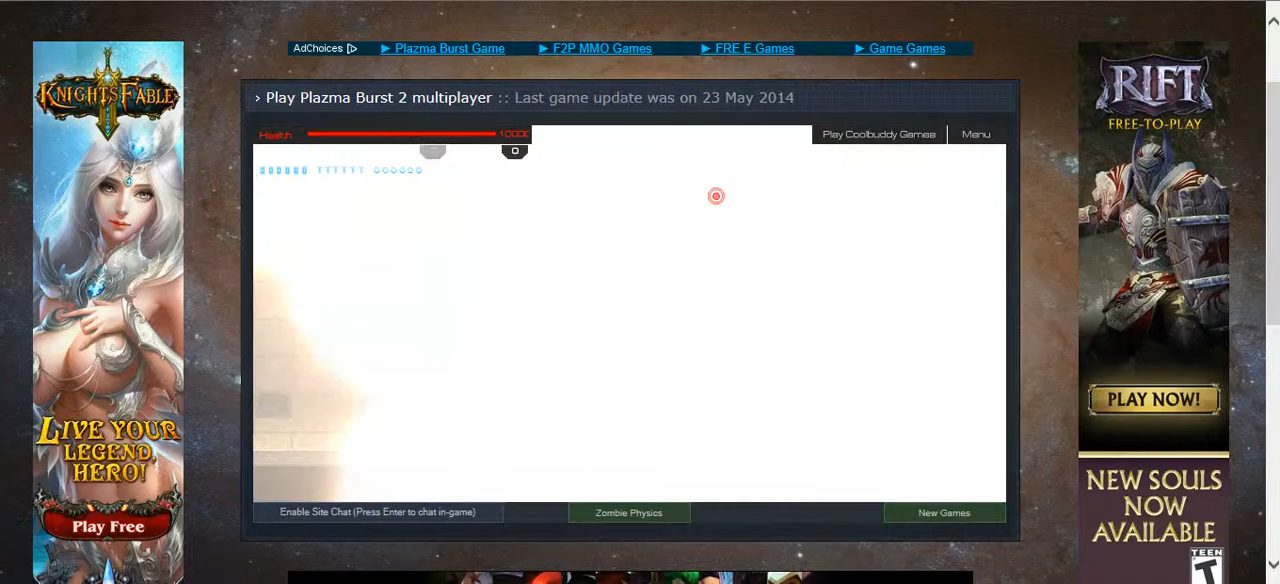 AdChoices
Plazma Burst Game
F2P MMO Games
FRE E Games
Game Games
KNIGHTS FABLE
RIFT
FREE-TO-PLAY
› Play Plazma Burst 2 multiplayer :: Last game update was on 23 May 2014
Health
Play Coolbuddy Games
Menu
LIVE YOUR
LEGEND,
HERO!
Play Free
PLAY NOW!
NEW SOULS
NOW
AVAILABLE
TEEN
T
Enable Site Chat (Press Enter to chat in-game)
Zombie Physics
New Games